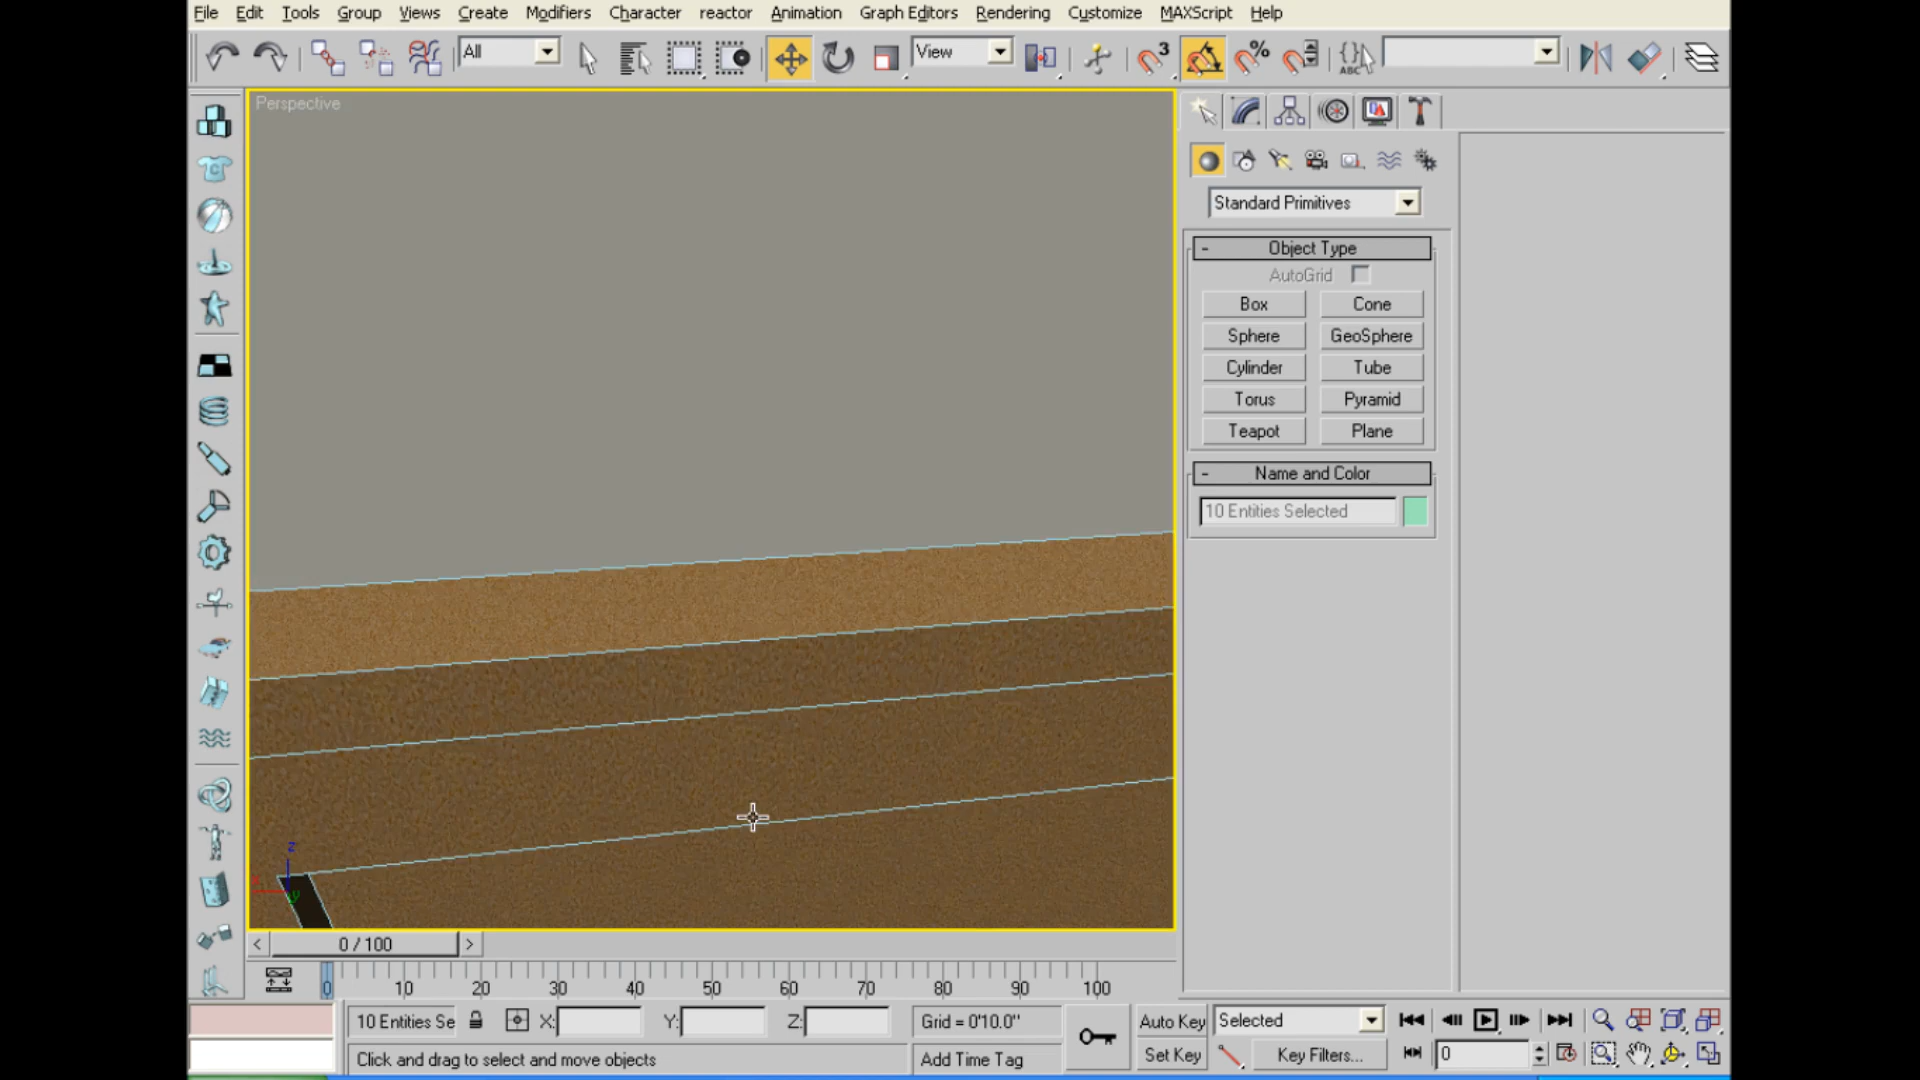 File Edit Tools Group Views Create Modifiers Character reactor Animation Graph Editors Rendering Customize MAXScript Help
All View 3 % ABC
Perspective
Standard Primitives
- Object Type
AutoGrid
Box Cone
Sphere GeoSphere
Cylinder Tube
Torus Pyramid
Teapot Plane
- Name and Color
10 Entities Selected
z
x
y
< 0 / 100 >
0 10 20 30 40 50 60 70 80 90 100
10 Entities Se X: Y: Z: Grid = 0'10.0" Auto Key Selected
Click and drag to select and move objects Add Time Tag Set Key Key Filters... 0